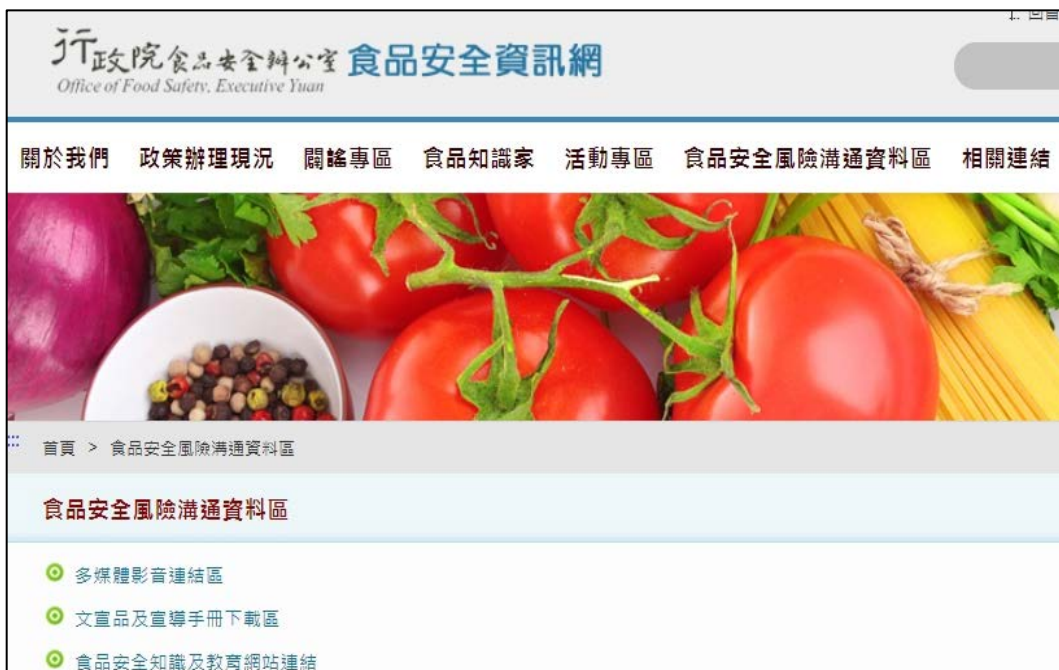 行政院食品安全辦公室 食品安全資訊網
Office of Food Safety, Executive Yuan
關於我們 政策辦理現況 闢謠專區 食品知識家 活動專區 食品安全風險溝通資料區 相關連結
::: 首頁 > 食品安全風險溝通資料區
食品安全風險溝通資料區
多媒體影音連結區
文宣品及宣導手冊下載區
食品安全知識及教育網站連結